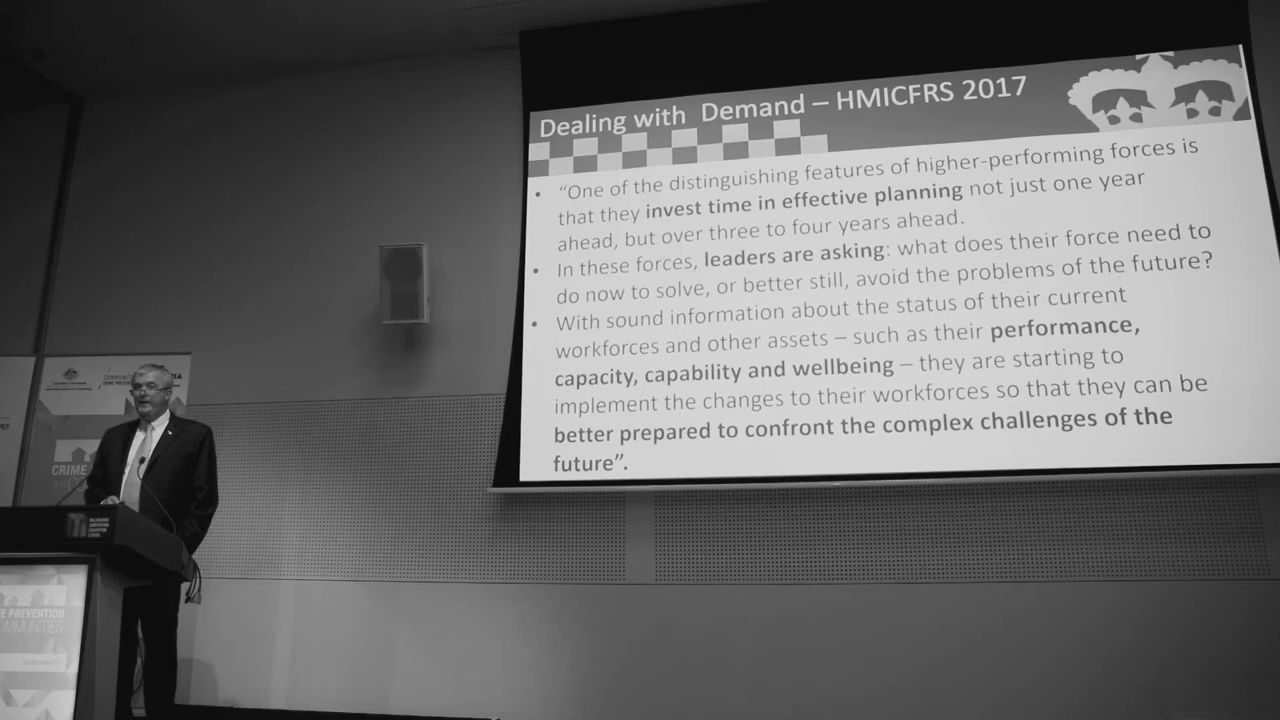 Dealing with Demand – HMICFRS 2017
• “One of the distinguishing features of higher-performing forces is
that they invest time in effective planning not just one year
ahead, but over three to four years ahead.
• In these forces, leaders are asking: what does their force need to
do now to solve, or better still, avoid the problems of the future?
• With sound information about the status of their current
workforces and other assets – such as their performance,
capacity, capability and wellbeing – they are starting to
implement the changes to their workforces so that they can be
better prepared to confront the complex challenges of the
future”.
CRIME
MELBOURNE
CONVENTION
EXHIBITION
CENTRE
PREVENTION